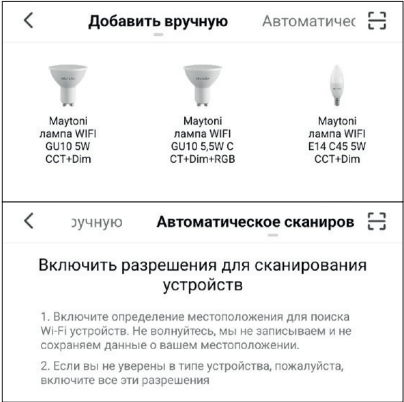 Добавить вручную Автоматичес
Maytoni
лампа WIFI
GU10 5W
CCT+Dim
Maytoni
лампа WIFI
GU10 5,5W C
CT+Dim+RGB
Maytoni
лампа WIFI
E14 C45 5W
CCT+Dim
ручную Автоматическое сканиров
Включить разрешения для сканирования
устройств
1. Включите определение местоположения для поиска
Wi-Fi устройств. Не волнуйтесь, мы не записываем и не
сохраняем данные о вашем местоположении.
2. Если вы не уверены в типе устройства, пожалуйста,
включите все эти разрешения